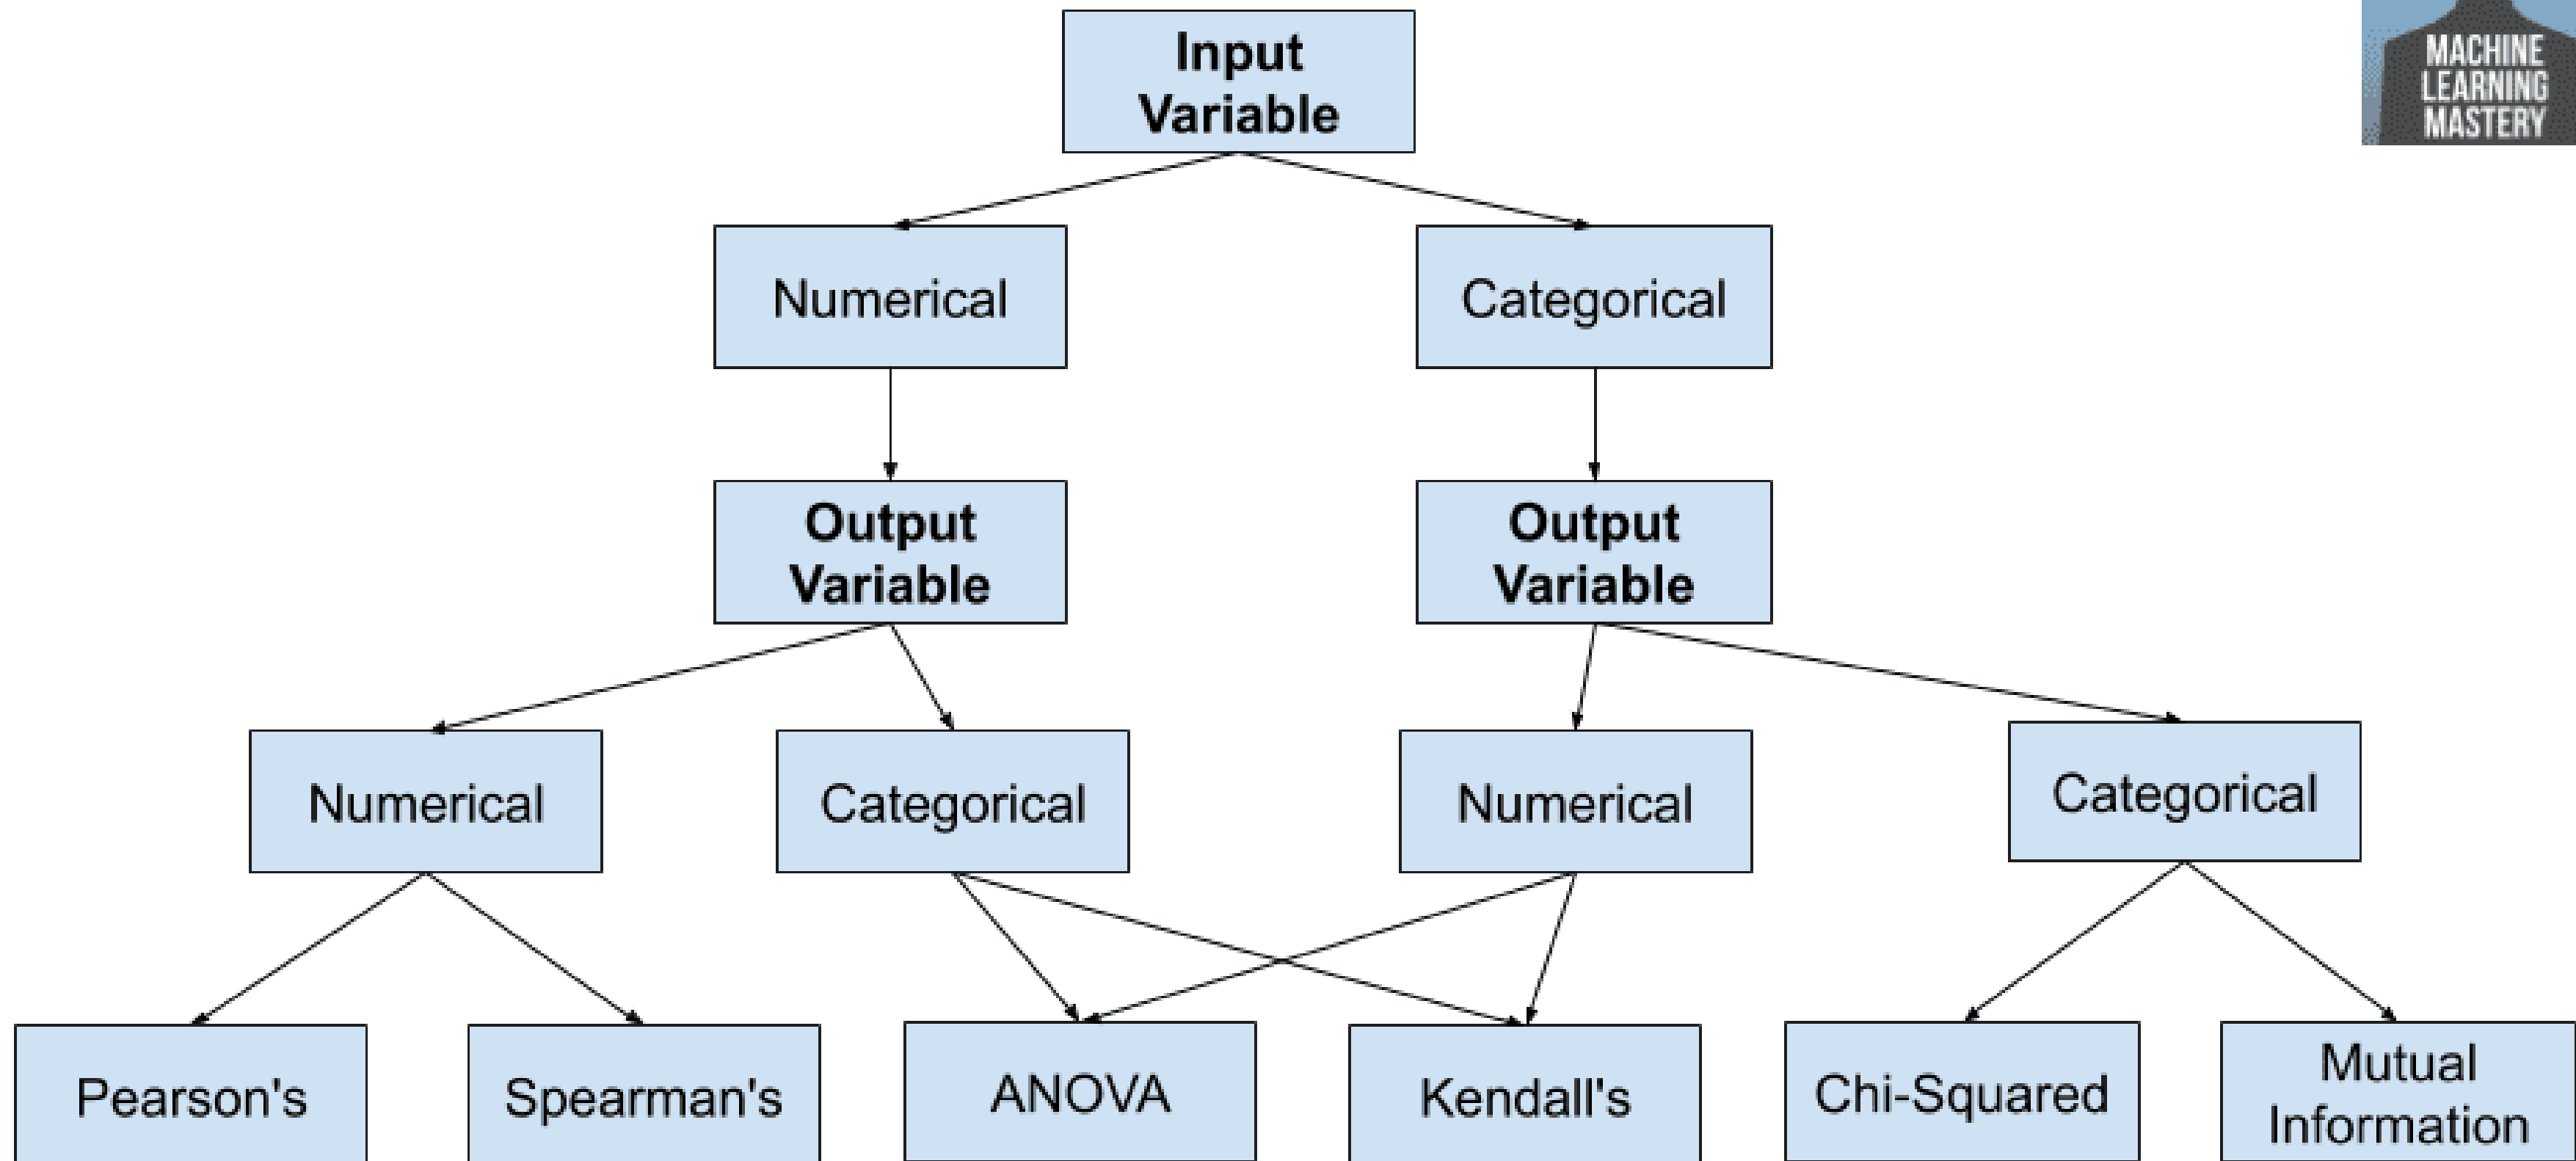 Input
Variable
MACHINE
LEARNING
MASTERY
Numerical
Categorical
Output
Variable
Output
Variable
Numerical
Categorical
Numerical
Categorical
Pearson's
Spearman's
ANOVA
Kendall's
Chi-Squared
Mutual
Information